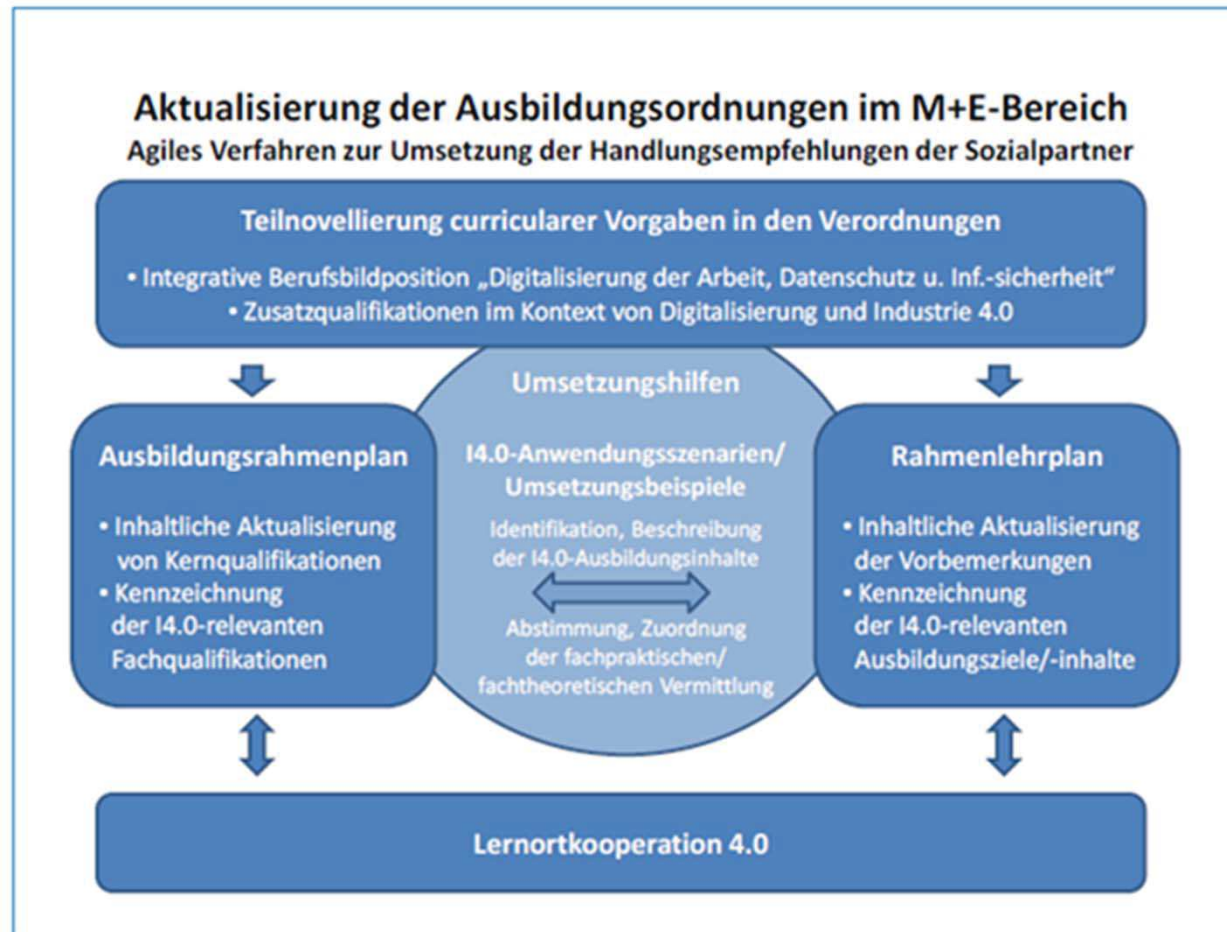 Aktualisierung der Ausbildungsordnungen im M+E-Bereich
Agiles Verfahren zur Umsetzung der Handlungsempfehlungen der Sozialpartner
Teilnovellierung curricularer Vorgaben in den Verordnungen
• Integrative Berufsbildposition „Digitalisierung der Arbeit, Datenschutz u. Inf.-sicherheit“
• Zusatzqualifikationen im Kontext von Digitalisierung und Industrie 4.0
Ausbildungsrahmenplan
• Inhaltliche Aktualisierung
von Kernqualifikationen
• Kennzeichnung
der I4.0-relevanten
Fachqualifikationen
Umsetzungshilfen
I4.0-Anwendungsszenarien/
Umsetzungsbeispiele
Identifikation, Beschreibung
der I4.0-Ausbildungsinhalte
Abstimmung, Zuordnung
der fachpraktischen/
fachtheoretischen Vermittlung
Rahmenlehrplan
• Inhaltliche Aktualisierung
der Vorbemerkungen
• Kennzeichnung
der I4.0-relevanten
Ausbildungsziele/-inhalte
Lernortkooperation 4.0